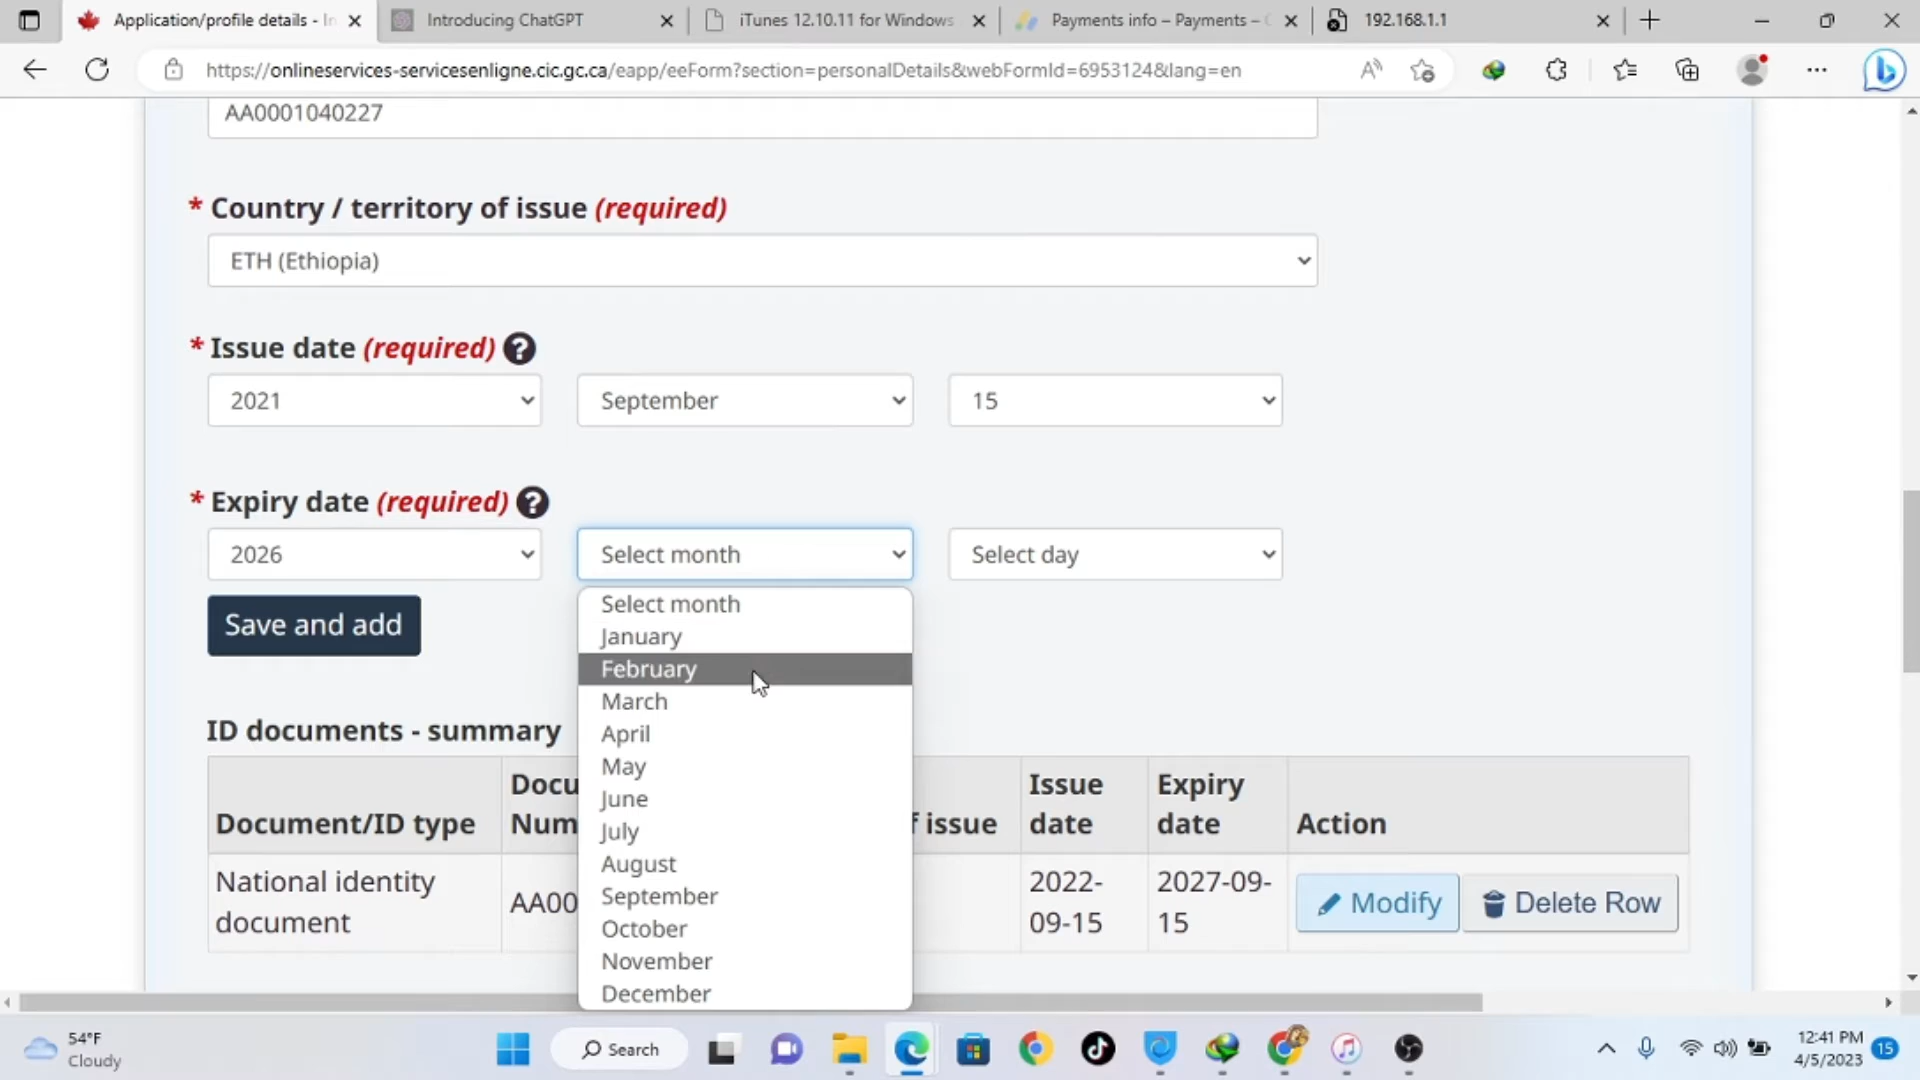 Application/profile details - In
Introducing ChatGPT
iTunes 12.10.11 for Windows
Payments info – Payments –
192.168.1.1
https://onlineservices-servicesenligne.cic.gc.ca/eapp/eeForm?section=personalDetails&webFormId=6953124&lang=en
AA0001040227
* Country / territory of issue (required)
ETH (Ethiopia)
* Issue date (required) ?
2021 September 15
* Expiry date (required) ?
2026 Select month Select day
Save and add
Select month
January
February
March
April
May
June
July
August
September
October
November
December
ID documents - summary
Document/ID type
Docu
Num
f issue
Issue
date
Expiry
date
Action
National identity
document
AA00
2022-
09-15
2027-09-
15
Modify
Delete Row
54°F
Cloudy
Search
12:41 PM
4/5/2023
15